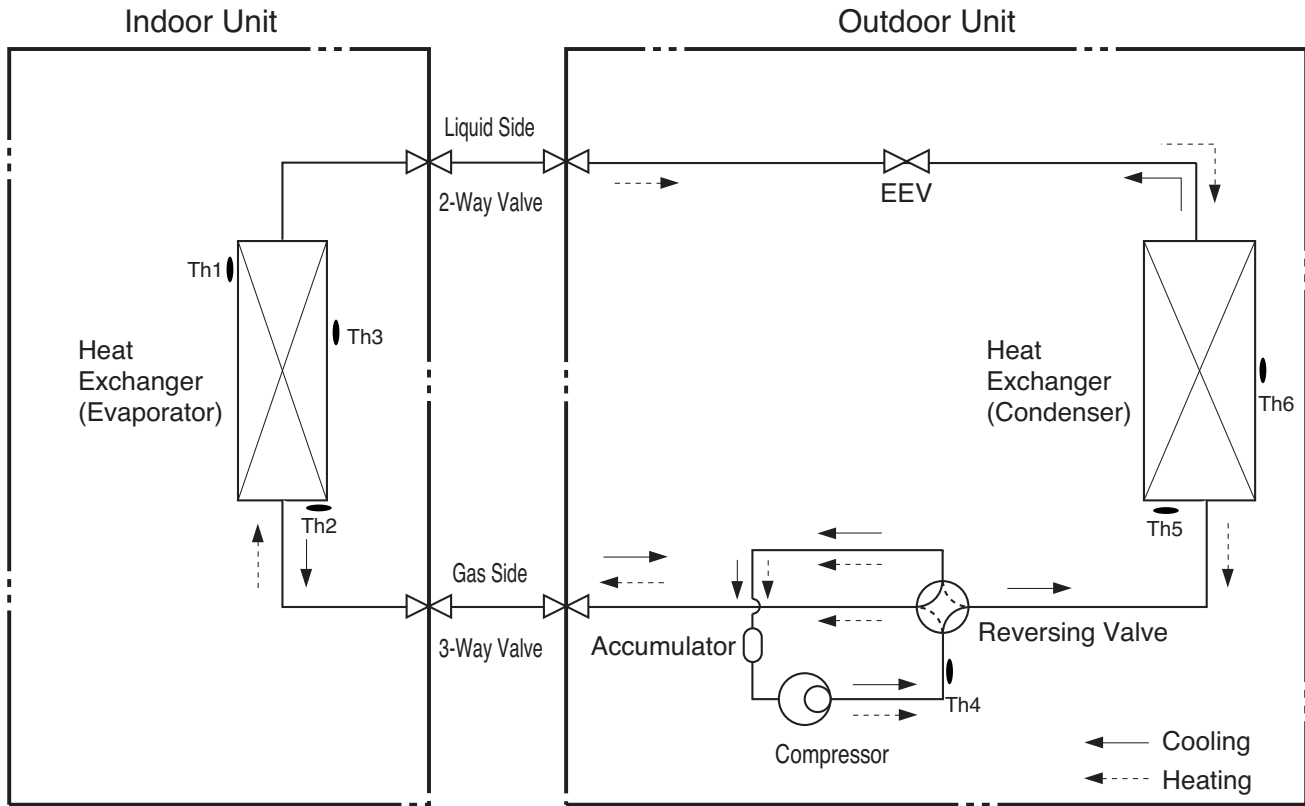 Indoor Unit
Outdoor Unit
Liquid Side
2-Way Valve
EEV
Th1
Th3
Heat
Exchanger
(Evaporator)
Heat
Exchanger
(Condenser)
Th6
Th2
Th5
Gas Side
3-Way Valve
Accumulator
Reversing Valve
Th4
Compressor
Cooling
Heating